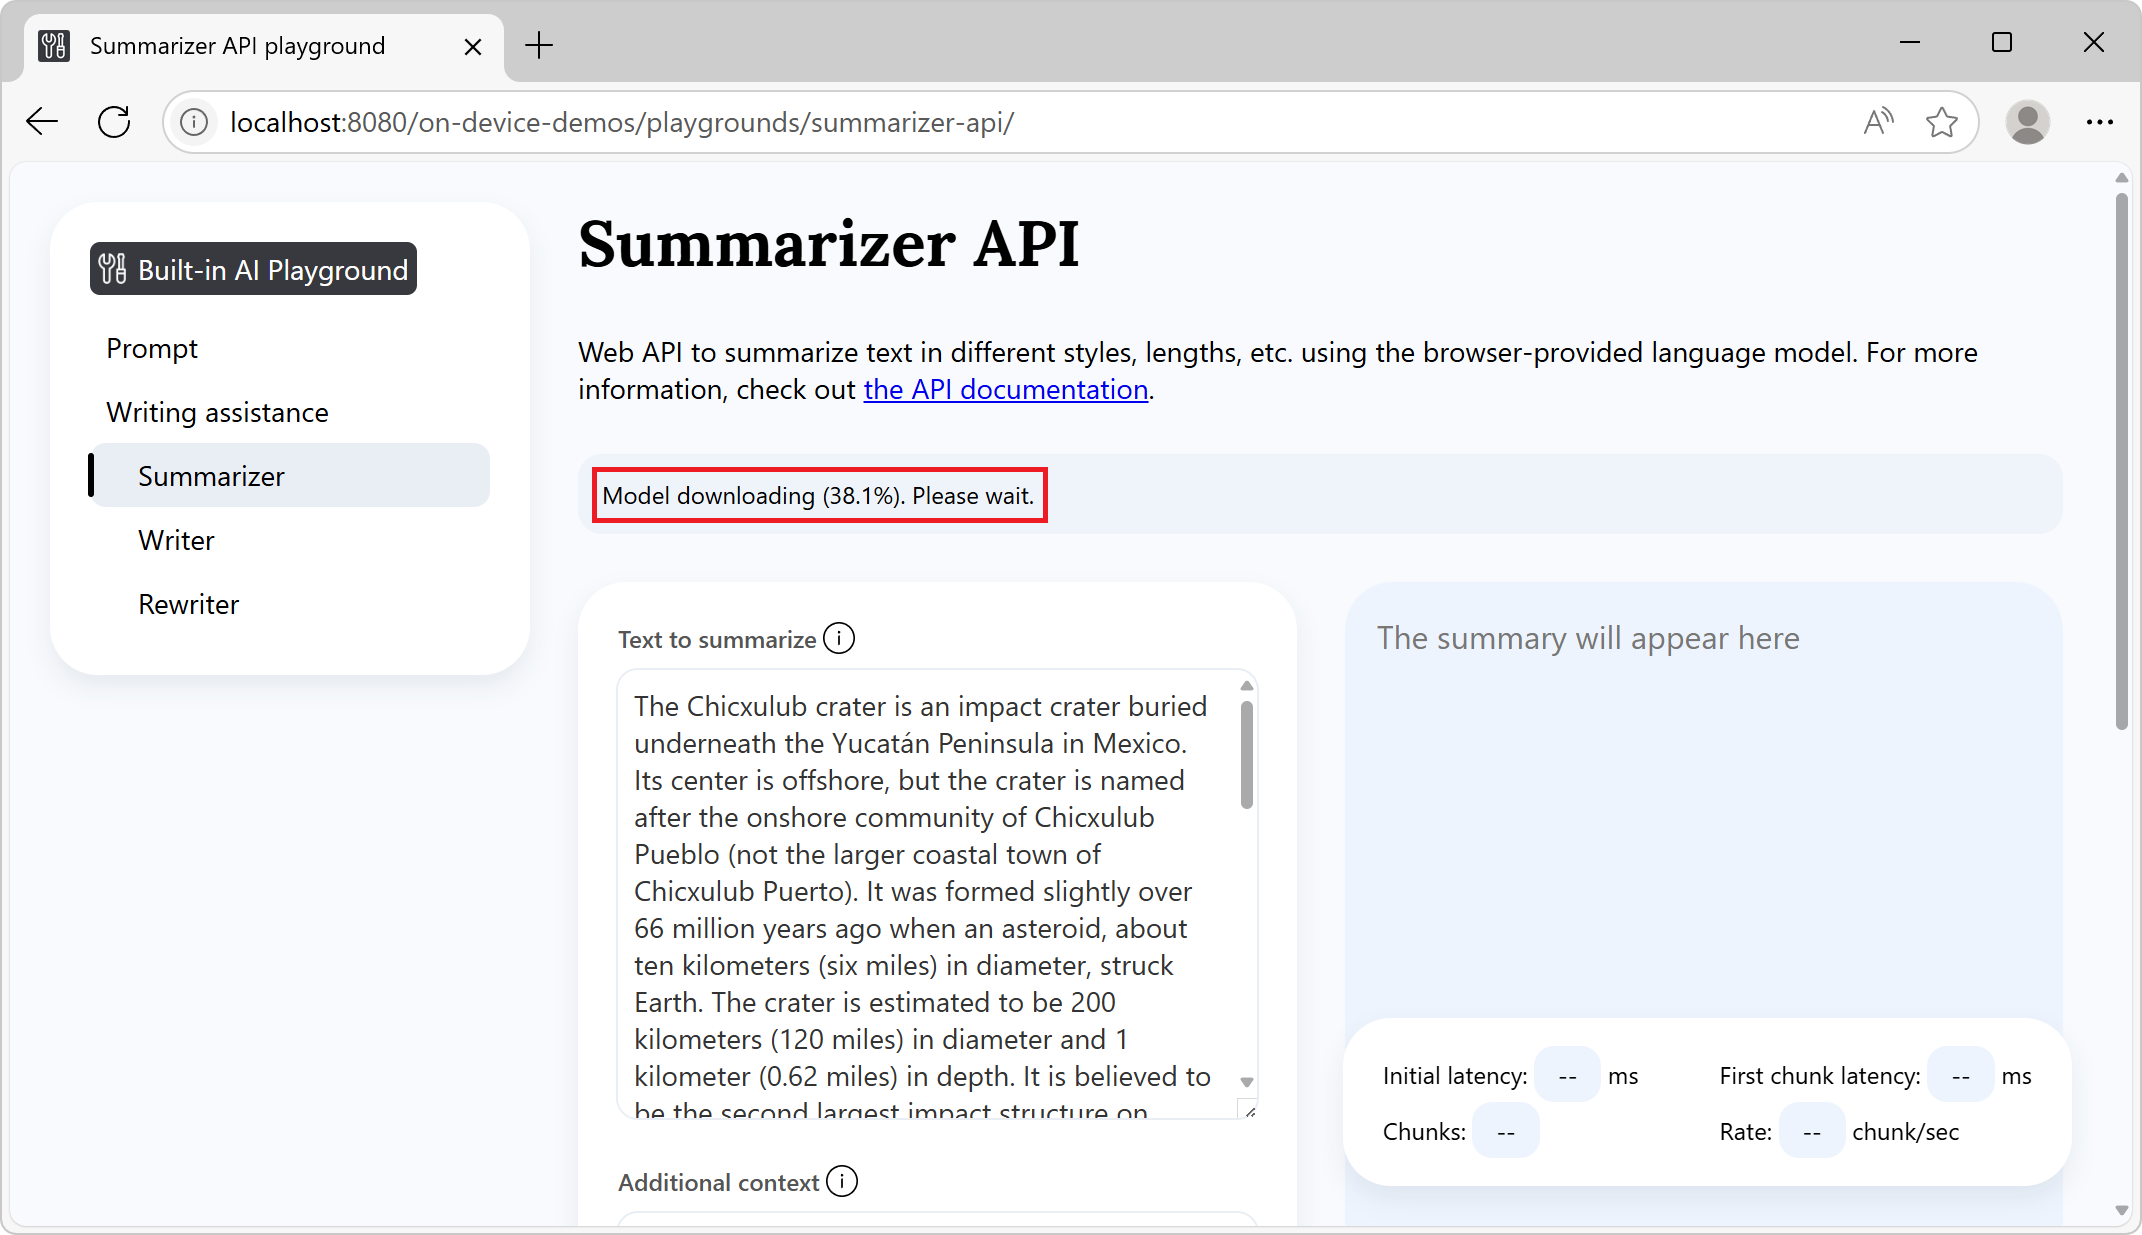 Summarizer API playground
localhost:8080/on-device-demos/playgrounds/summarizer-api/
Built-in AI Playground
Prompt
Writing assistance
Summarizer
Writer
Rewriter
Summarizer API
Web API to summarize text in different styles, lengths, etc. using the browser-provided language model. For more
information, check out the API documentation.
Model downloading (38.1%). Please wait.
Text to summarize
The Chicxulub crater is an impact crater buried
underneath the Yucatán Peninsula in Mexico.
Its center is offshore, but the crater is named
after the onshore community of Chicxulub
Pueblo (not the larger coastal town of
Chicxulub Puerto). It was formed slightly over
66 million years ago when an asteroid, about
ten kilometers (six miles) in diameter, struck
Earth. The crater is estimated to be 200
kilometers (120 miles) in diameter and 1
kilometer (0.62 miles) in depth. It is believed to
be the second largest impact structure on
Additional context
The summary will appear here
Initial latency: -- ms
First chunk latency: -- ms
Chunks: --
Rate: -- chunk/sec